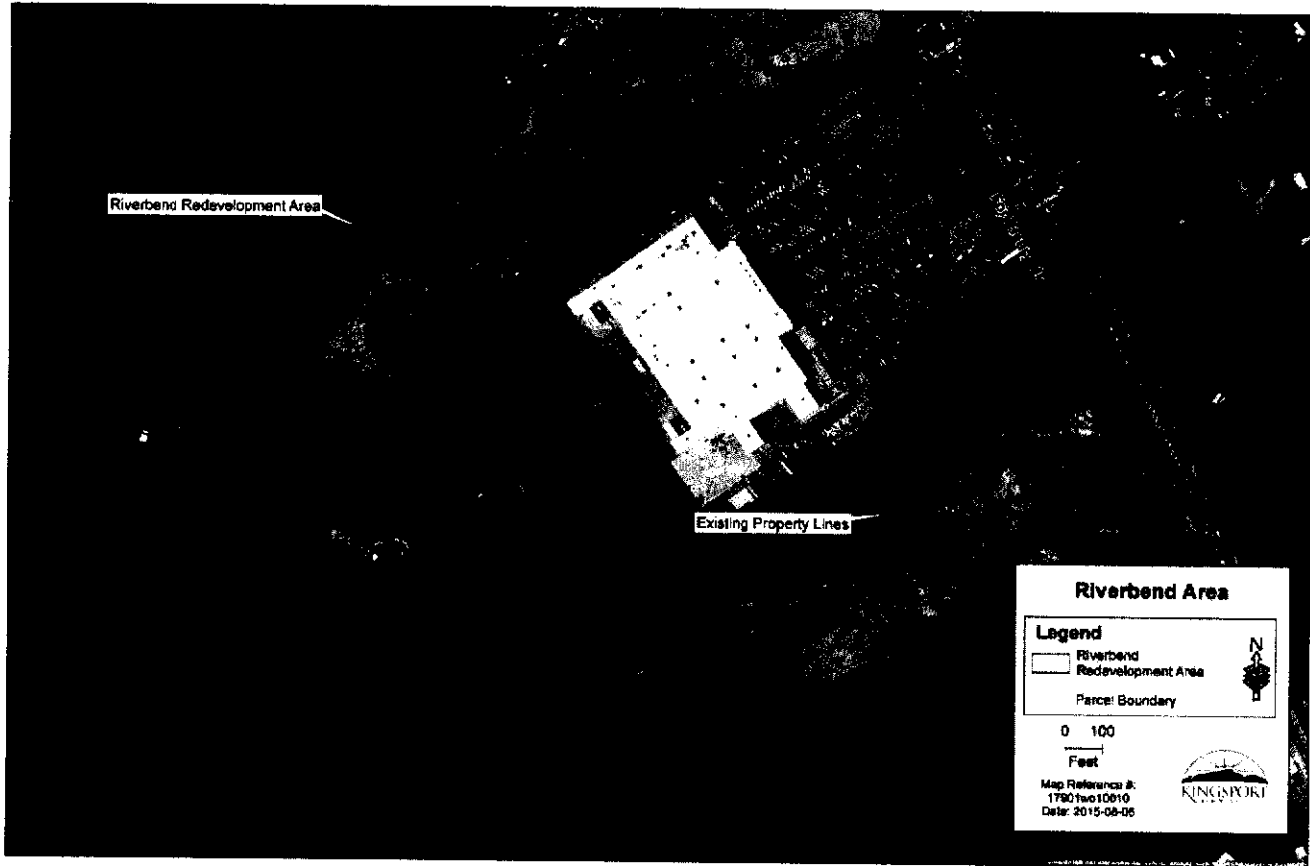 Riverbend Redevelopment Area
Existing Property Lines
Riverbend Area
Legend
N
Riverbend
Redevelopment Area
Parcel Boundary
0 100
Feet
Map Reference #:
Date: 2015-08-06
KINGSPORT